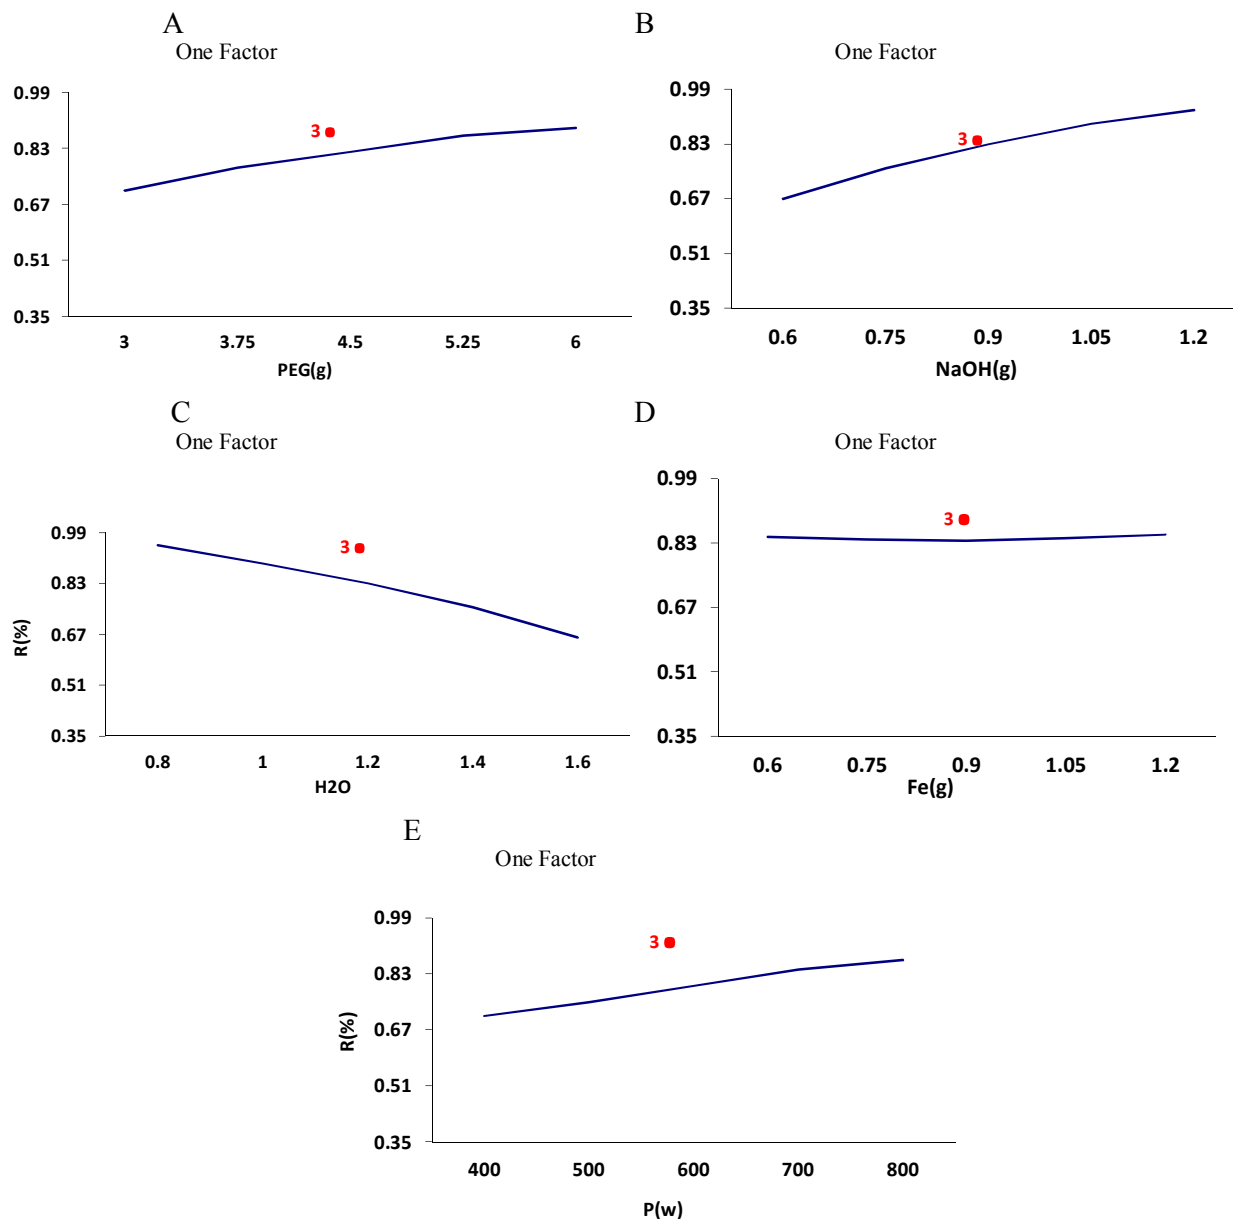 A
One Factor
0.99
0.83
0.67
0.51
0.35
3
3 3.75 4.5 5.25 6
PEG(g)
B
One Factor
0.99
0.83
0.67
0.51
0.35
3
0.6 0.75 0.9 1.05 1.2
NaOH(g)
C
One Factor
R(%)
0.99
0.83
0.67
0.51
0.35
3
0.8 1 1.2 1.4 1.6
H2O
D
One Factor
0.99
0.83
0.67
0.51
0.35
3
0.6 0.75 0.9 1.05 1.2
Fe(g)
E
One Factor
R(%)
0.99
0.83
0.67
0.51
0.35
3
400 500 600 700 800
P(w)